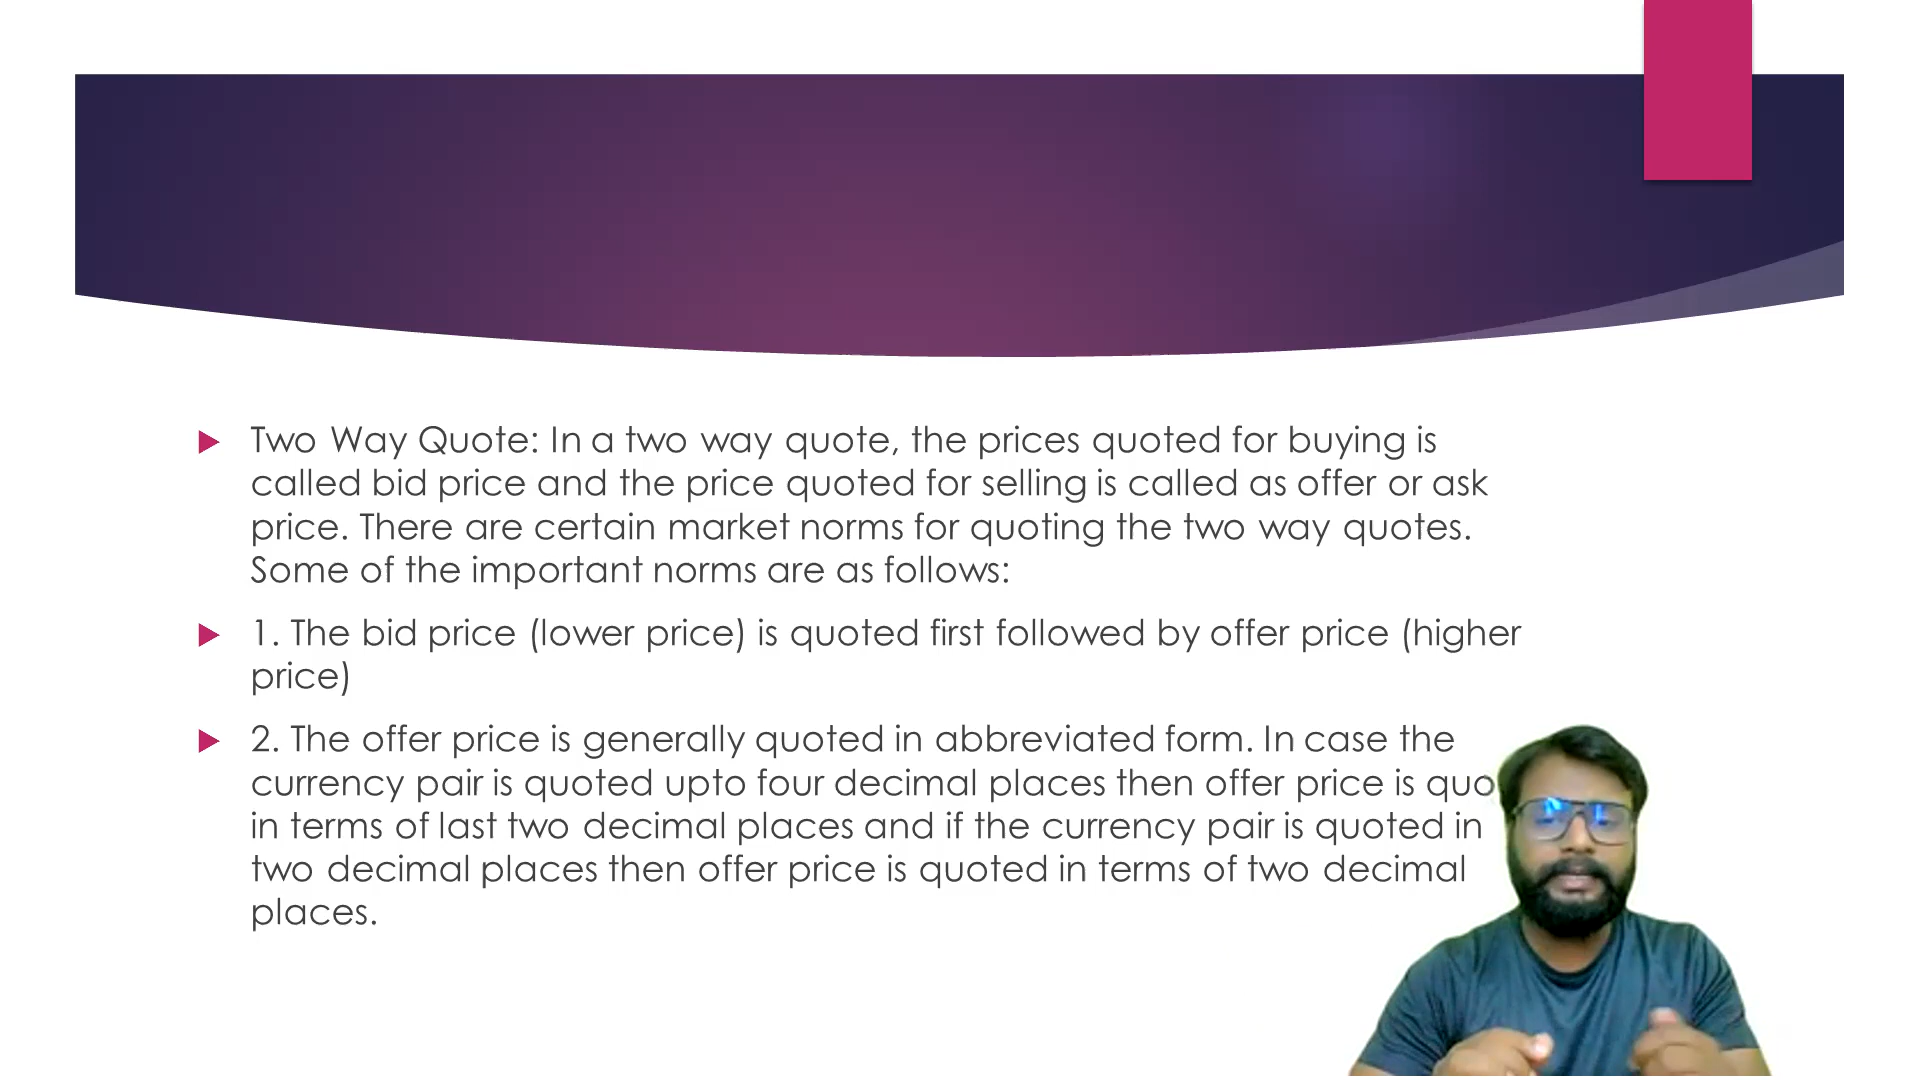 Two Way Quote: In a two way quote, the prices quoted for buying is
called bid price and the price quoted for selling is called as offer or ask
price. There are certain market norms for quoting the two way quotes.
Some of the important norms are as follows:
1. The bid price (lower price) is quoted first followed by offer price (higher
price)
2. The offer price is generally quoted in abbreviated form. In case the
currency pair is quoted upto four decimal places then offer price is quo
in terms of last two decimal places and if the currency pair is quoted in
two decimal places then offer price is quoted in terms of two decimal
places.